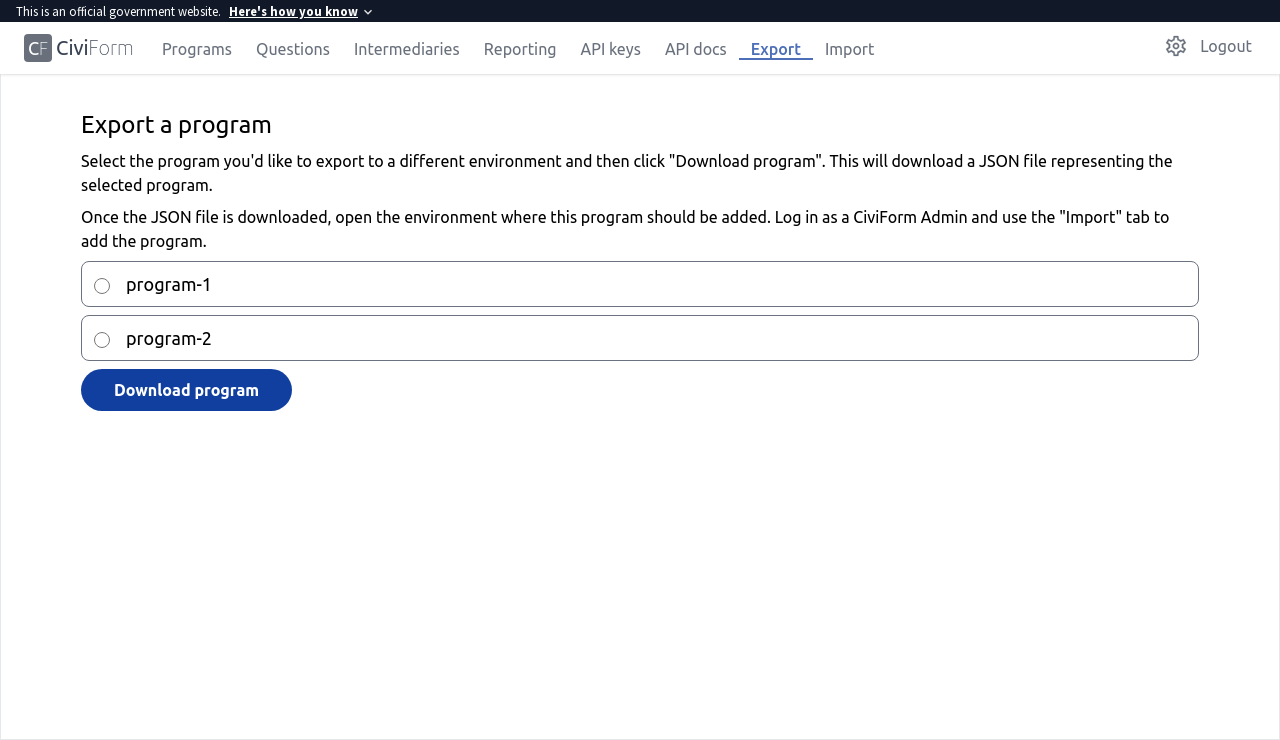 This is an official government website. Here's how you know
CF CiviForm Programs Questions Intermediaries Reporting API keys API docs Export Import Logout
Export a program
Select the program you'd like to export to a different environment and then click "Download program". This will download a JSON file representing the
selected program.
Once the JSON file is downloaded, open the environment where this program should be added. Log in as a CiviForm Admin and use the "Import" tab to
add the program.
program-1
program-2
Download program